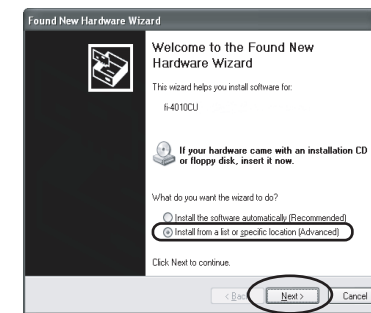 Found New Hardware Wizard
Welcome to the Found New
Hardware Wizard
This wizard helps you install software for:
fi-4010CU
If your hardware came with an installation CD
or floppy disk, insert it now.
What do you want the wizard to do?
Install the software automatically (Recommended)
Install from a list or specific location (Advanced)
Click Next to continue.
< Back Next > Cancel